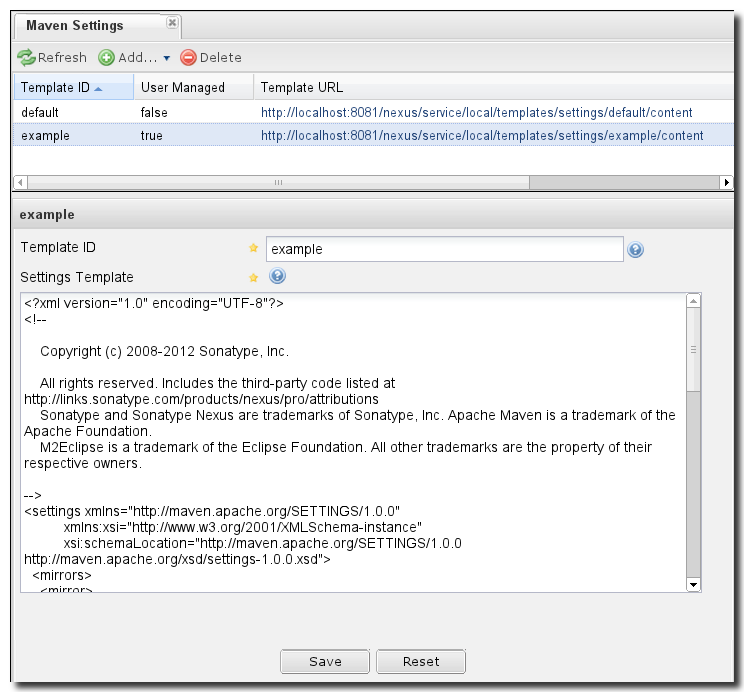 Maven Settings
Refresh Add... Delete
Template ID User Managed Template URL
default false http://localhost:8081/nexus/service/local/templates/settings/default/content
example true http://localhost:8081/nexus/service/local/templates/settings/example/content
example
Template ID example
Settings Template
<?xml version="1.0" encoding="UTF-8"?>
<!--
Copyright (c) 2008-2012 Sonatype, Inc.
All rights reserved. Includes the third-party code listed at
http://links.sonatype.com/products/nexus/pro/attributions
Sonatype and Sonatype Nexus are trademarks of Sonatype, Inc. Apache Maven is a trademark of the
Apache Foundation.
M2Eclipse is a trademark of the Eclipse Foundation. All other trademarks are the property of their
respective owners.
-->
<settings xmlns="http://maven.apache.org/SETTINGS/1.0.0"
xmlns:xsi="http://www.w3.org/2001/XMLSchema-instance"
xsi:schemaLocation="http://maven.apache.org/SETTINGS/1.0.0
http://maven.apache.org/xsd/settings-1.0.0.xsd">
<mirrors>
<mirror>
Save Reset